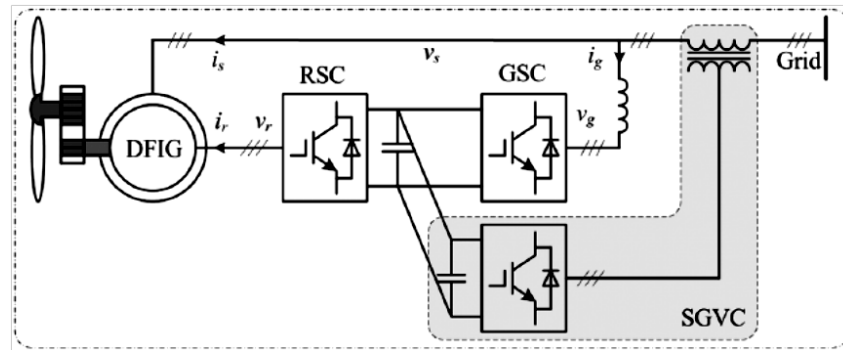 i_s
v_s
i_g
Grid
RSC
GSC
i_r
v_r
v_g
DFIG
SGVC